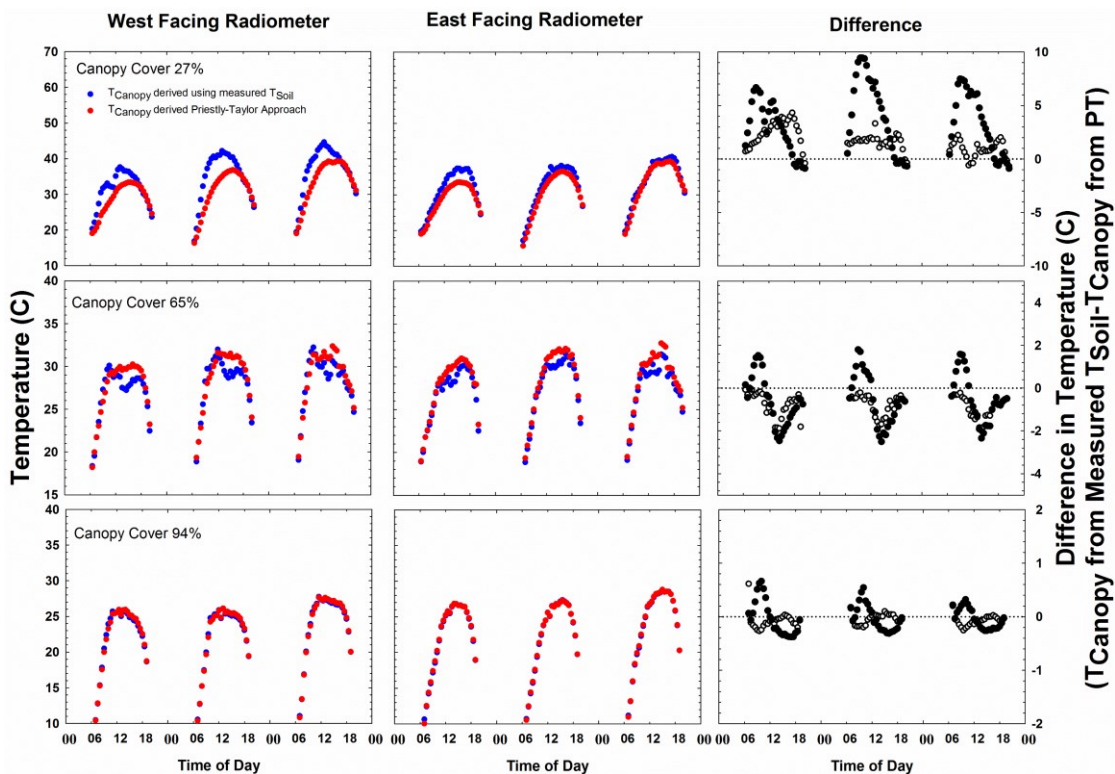 West Facing Radiometer
East Facing Radiometer
Difference
70
60
50
40
30
20
10
Canopy Cover 27%
TCanopy derived using measured TSoil
TCanopy derived Priestly-Taylor Approach
10
5
0
-5
-10
40
35
30
25
20
15
Canopy Cover 65%
4
2
0
-2
-4
40
35
30
25
20
15
10
Canopy Cover 94%
2
1
0
-1
-2
Temperature (C)
Difference in Temperature (C)
(TCanopy from Measured TSoil-TCanopy from PT)
00 06 12 18 00 06 12 18 00 06 12 18 00
00 06 12 18 00 06 12 18 00 06 12 18 00
00 06 12 18 00 06 12 18 00 06 12 18 00
Time of Day
Time of Day
Time of Day